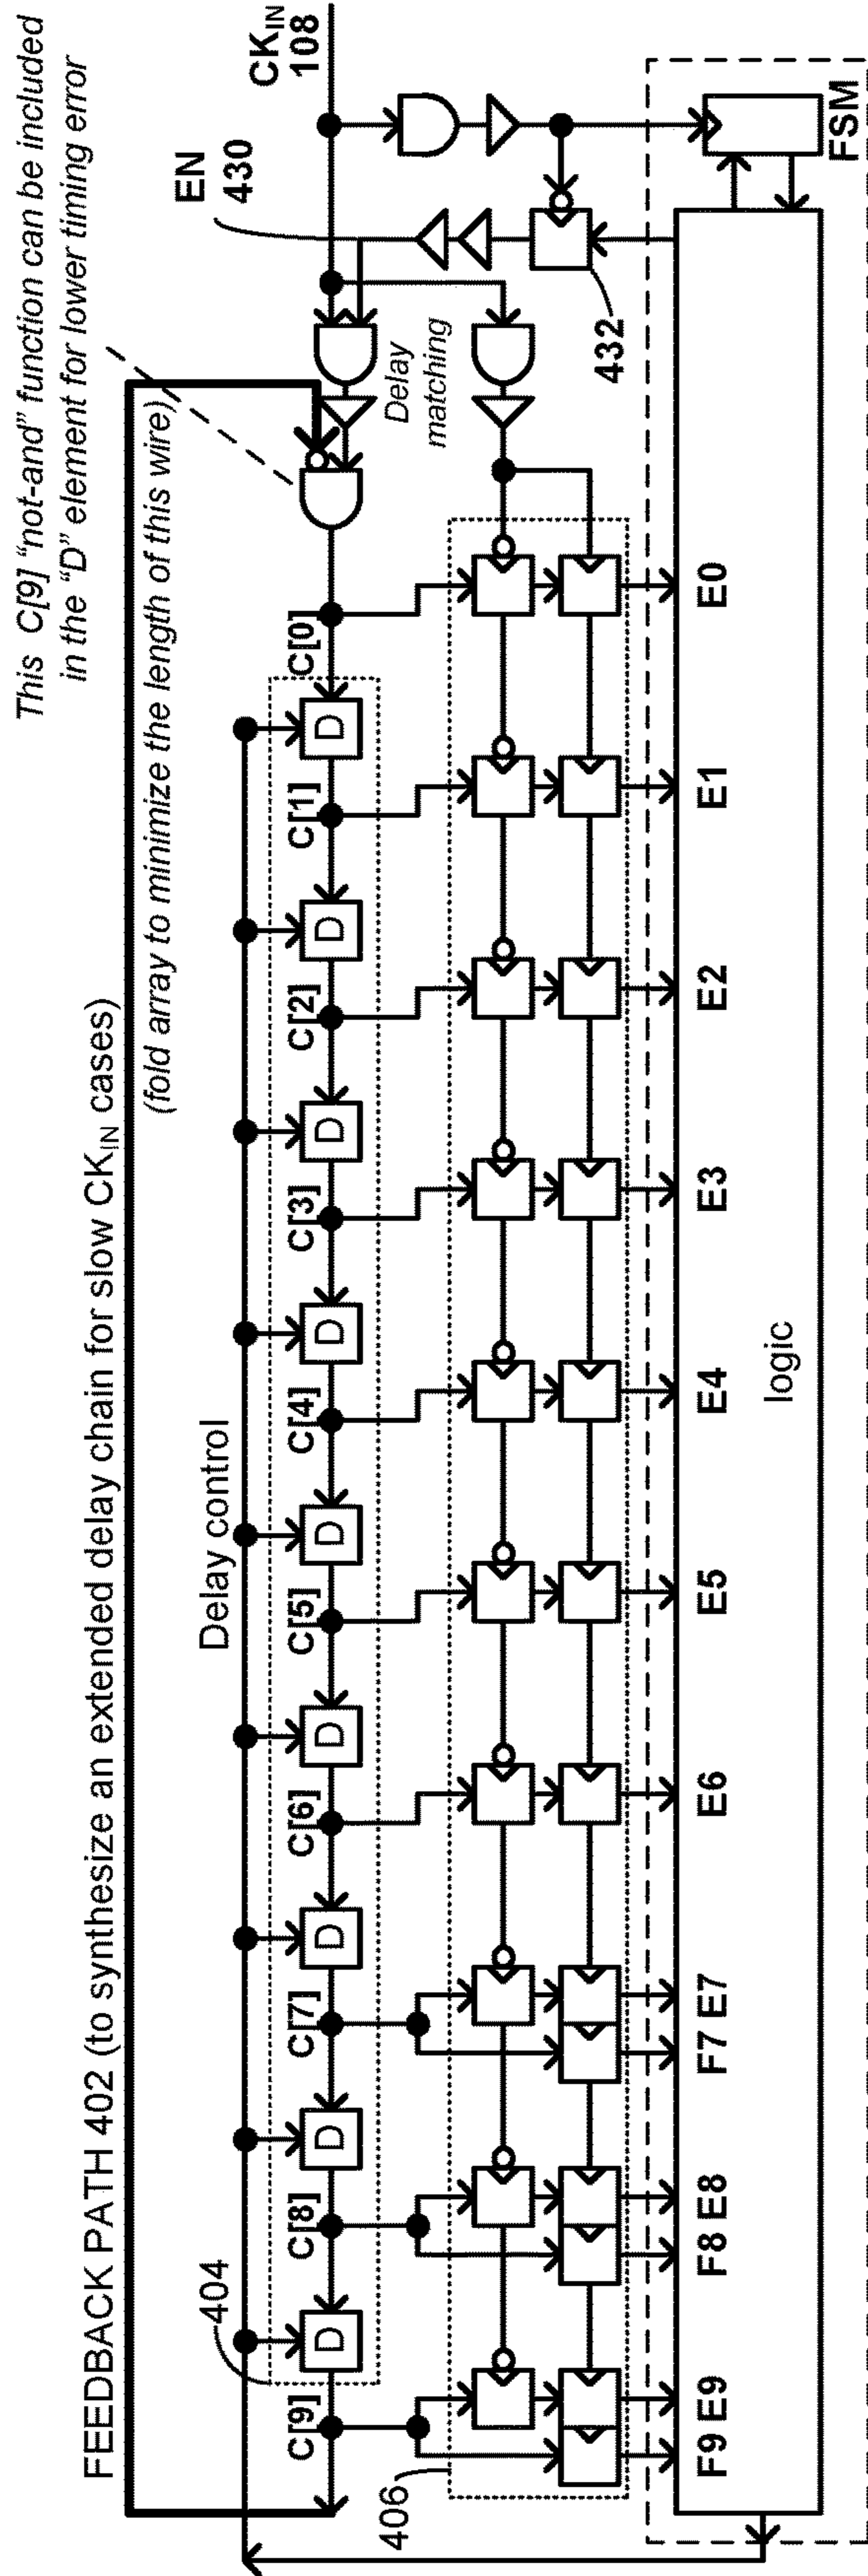 This C[9] “not-and” function can be included
in the “D” element for lower timing error
FEEDBACK PATH 402 (to synthesize an extended delay chain for slow CKIN cases)
(fold array to minimize the length of this wire)
CKIN
108
EN
430
Delay control
404
C[9]
C[8]
C[7]
C[6]
C[5]
C[4]
C[3]
C[2]
C[1]
C[0]
D
D
D
D
D
D
D
D
D
Delay
matching
432
406
F9 E9
F8 E8
F7 E7
E6
E5
E4
E3
E2
E1
E0
logic
FSM